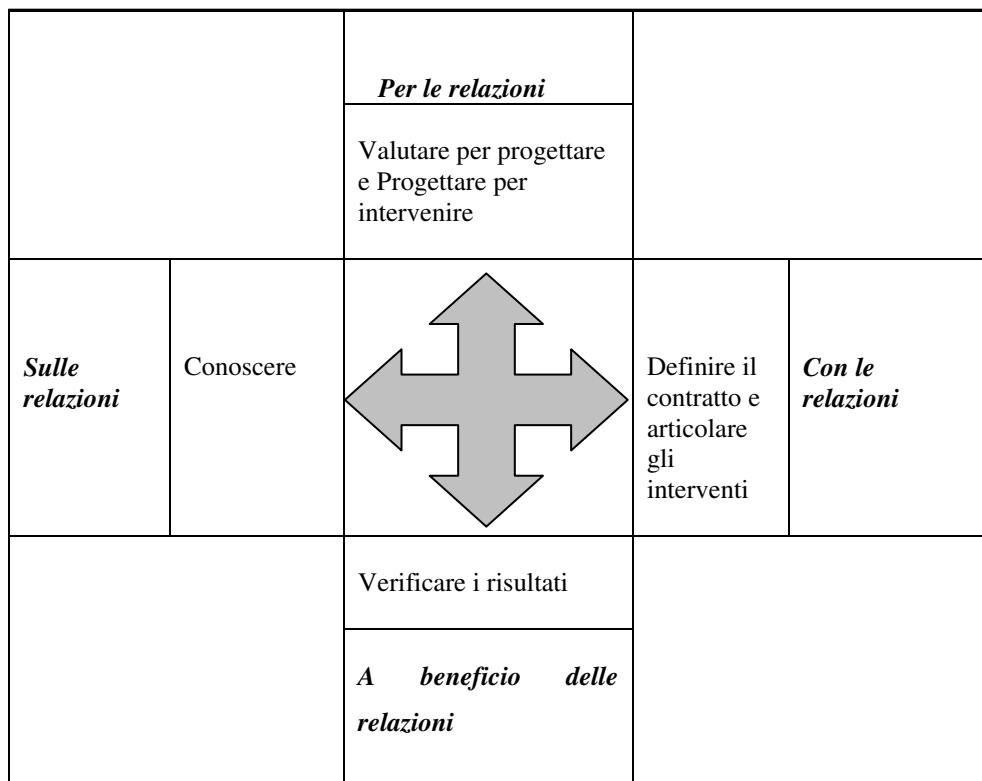 Per le relazioni
Valutare per progettare
e Progettare per
intervenire
Sulle
relazioni
Conoscere
Definire il
contratto e
articolare
gli
interventi
Con le
relazioni
Verificare i risultati
A beneficio delle
relazioni